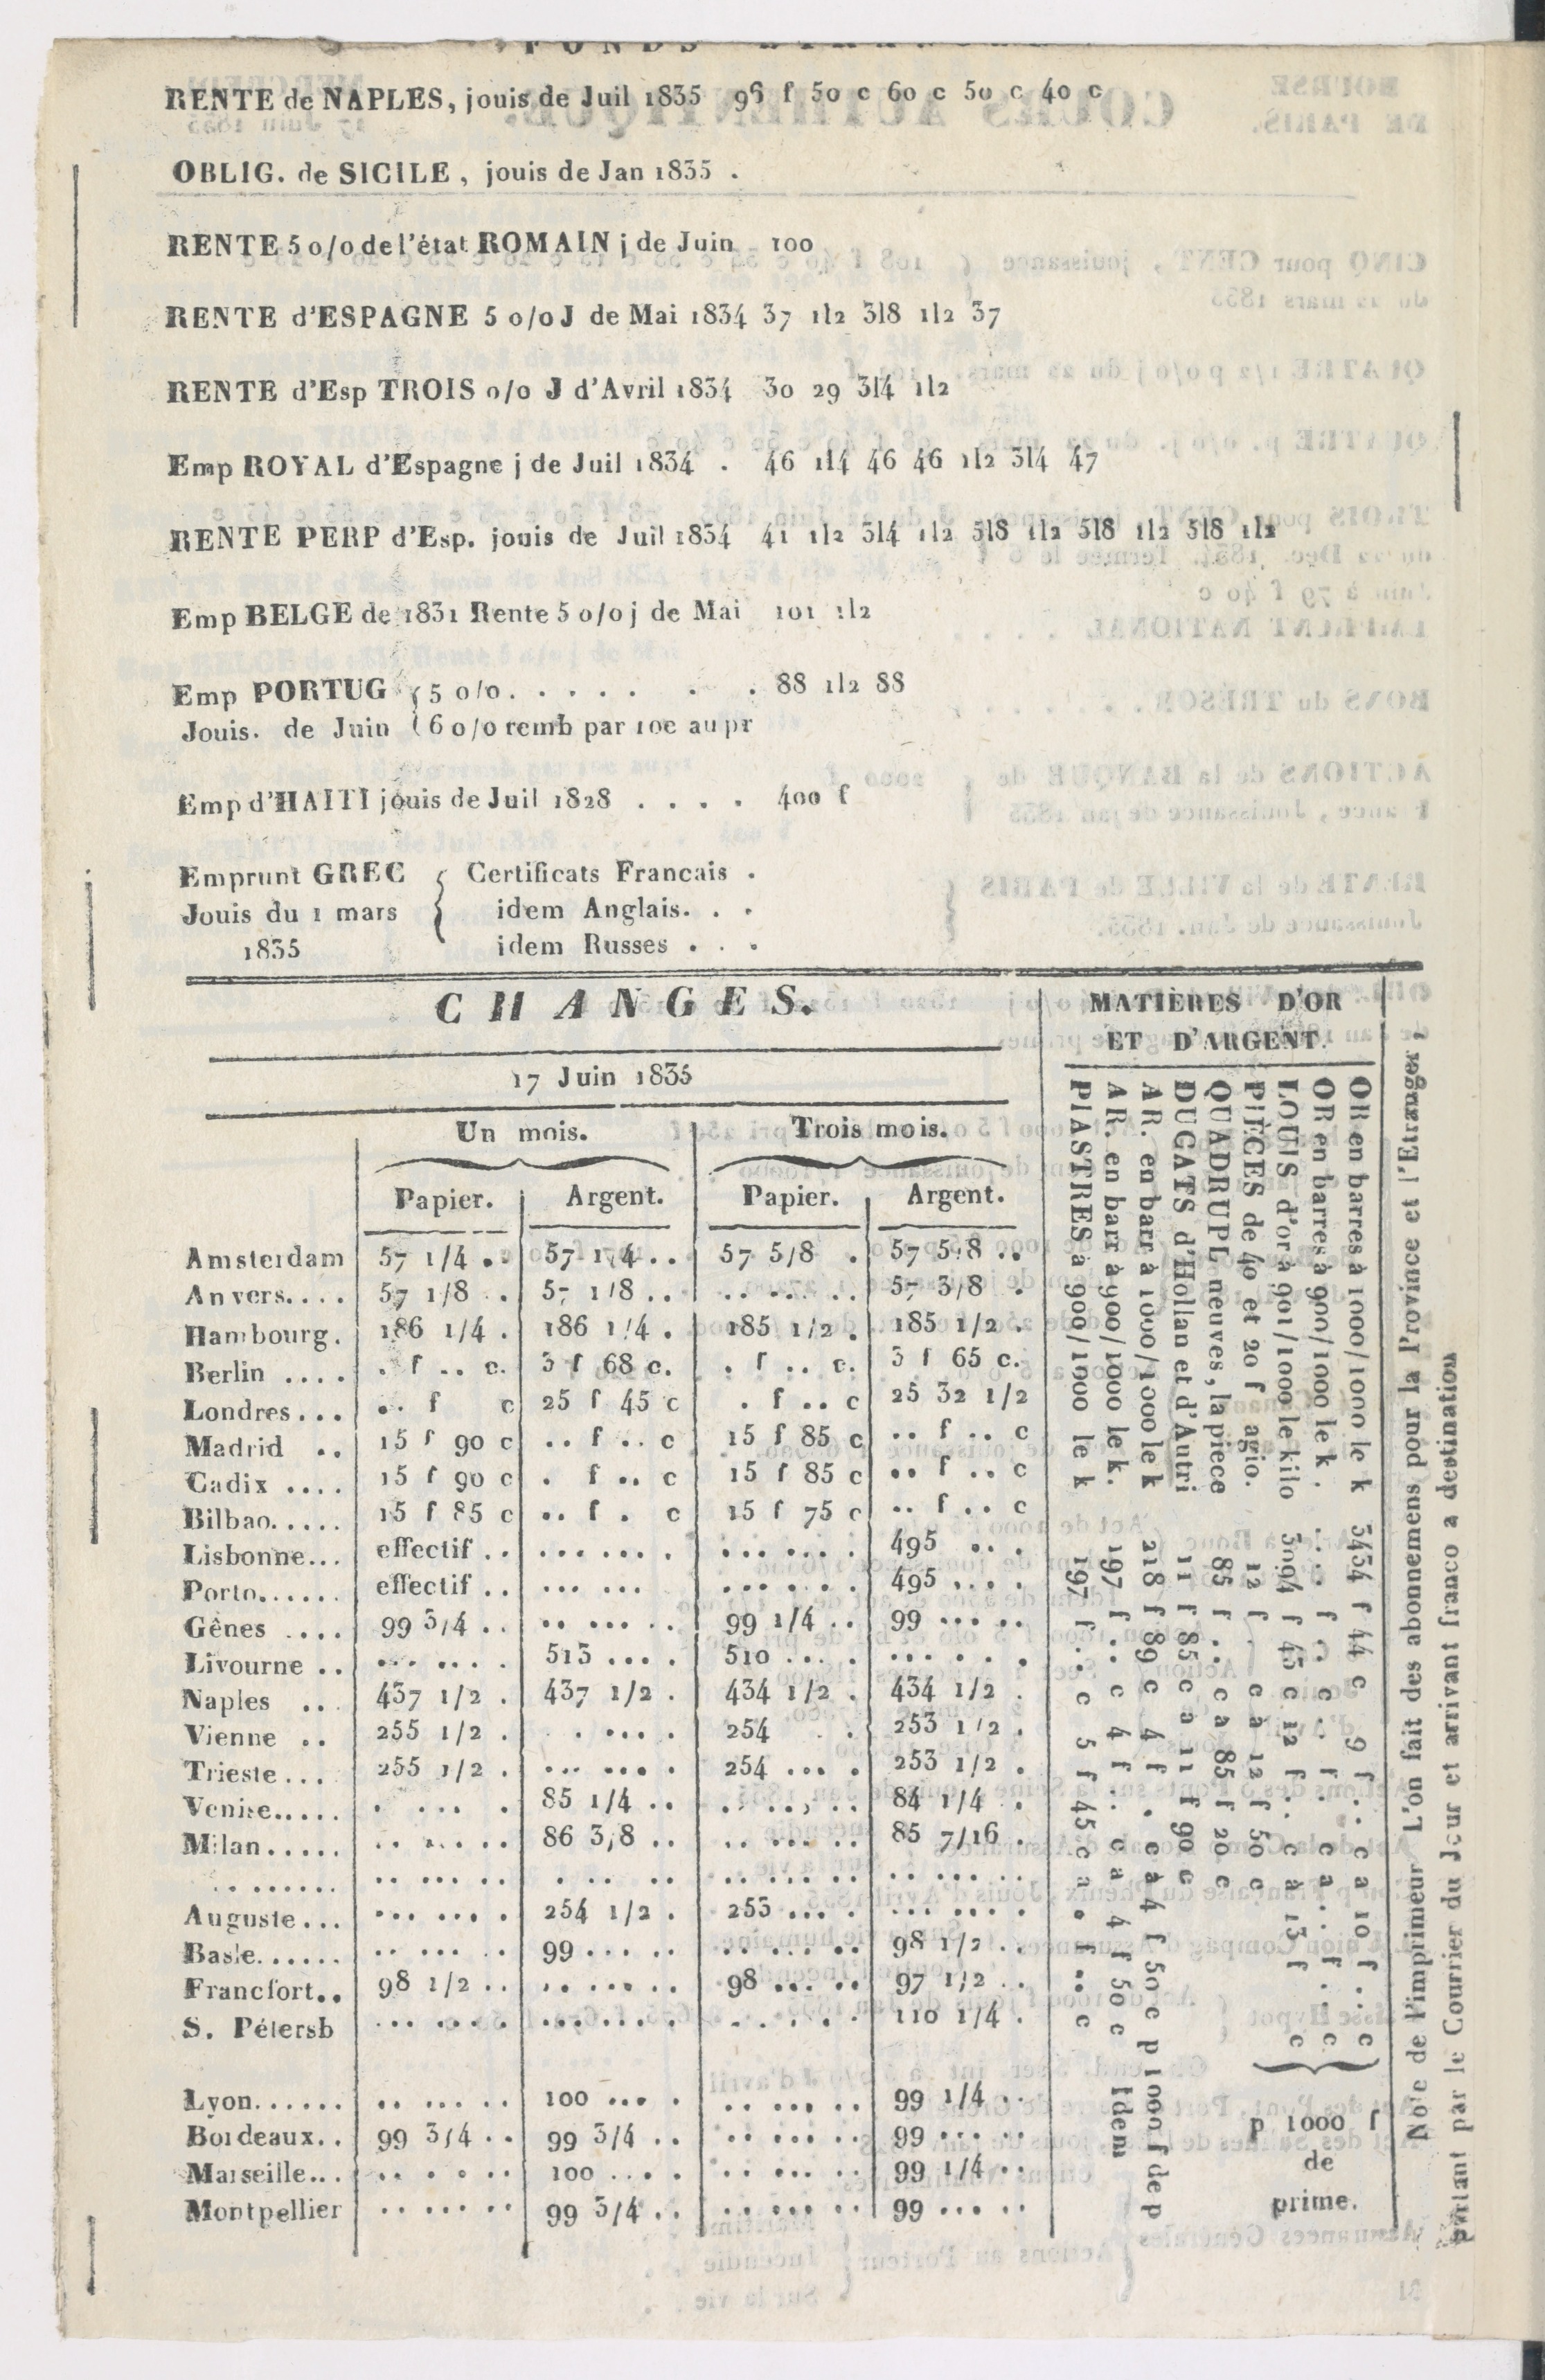 FONDS
RENTE de NAPLES, jouis de Juil 1835 96 f 50 c 60 c 50 c 40 c
OBLIG. de SICILE, jouis de Jan 1835 .
RENTE 5 o/o de l'état ROMAIN j de Juin 100
RENTE d'ESPAGNE 5 o/o J de Mai 1834 37 1l2 3l8 1l2 37
RENTE d'Esp TROIS o/o J d'Avril 1834 30 29 3l4 1l2
Emp ROYAL d'Espagne j de Juil 1834 . 46 1l4 46 46 1l2 3l4 47
RENTE PERP d'Esp. jouis de Juil 1834 41 1l2 3l4 1l2 5l8 1l2 5l8 1l2 5l8 1l2
Emp BELGE de 1831 Rente 5 o/o j de Mai 101 1l2
Emp PORTUG { 5 o/o. . . . . . . 88 1l2 88
Jouis. de Juin { 6 o/o remb par 10e au pr
Emp d'HAITI jouis de Juil 1828 . . . . 400 f
Emprunt GREC { Certificats Francais .
Jouis du 1 mars { idem Anglais. . .
1835 idem Russes . . .
CHANGES.
17 Juin 1835
Un mois. Trois mois.
Papier. Argent. Papier. Argent.
Amsterdam 57 1/4 .. 57 1/4 .. 57 5/8 . 57 5/8 ..
Anvers.... 57 1/8 .. 57 1/8 .. ...... 57 3/8 .
Hambourg. 186 1/4 . 186 1/4 . 185 1/2 . 185 1/2 .
Berlin .... . f .. c. 3 f 68 c. . f .. c. 3 f 65 c.
Londres... .. f c 25 f 45 c . f .. c 25 32 1/2
Madrid .. 15 f 90 c .. f .. c 15 f 85 c .. f .. c
Cadix .... 15 f 90 c . f .. c 15 f 85 c .. f .. c
Bilbao..... 15 f 85 c .. f . c 15 f 75 c .. f .. c
Lisbonne... effectif .. ....... ...... 495 ...
Porto...... effectif .. ...... ...... 495 ....
Gênes .... 99 3/4 .. ....... 99 1/4 .. 99 .....
Livourne .. ....... 513 .... 510 .... .......
Naples ... 437 1/2 . 437 1/2 . 434 1/2 . 434 1/2 .
Vienne .. 255 1/2 . ..... 254 . 253 1/2 .
Trieste... 255 1/2 . ....... 254 .... 253 1/2 .
Venise..... ..... 85 1/4 .. ...... 84 1/4 .
Milan..... ...... 86 3/8 .. ....... 85 7/16 .
........ ....... ..... ....... .......
Auguste... ....... 254 1/2 . 253 .... .......
Basle...... ....... 99 ..... ....... 98 1/2 ..
Francfort.. 98 1/2 .. ....... 98 ..... 97 1/2 ..
S. Pétersb ....... ....... ...... 110 1/4 .
Lyon...... ....... 100 .... ....... 99 1/4 ..
Bordeaux.. 99 3/4 .. 99 3/4 .. ....... 99 .....
Marseille... ...... 100 .... ....... 99 1/4 ..
Montpellier ....... 99 3/4 .. ....... 99 .....
MATIÈRES D'OR
ET D'ARGENT.
OR en barres à 1000/1000 le k 3434 f 44 c 9 f .. c a 10 f .. c
OR en barres à 900/1000 le k. ... f .. c . f . c a .. f .. c
LOUIS d'or à 901/1000 le kilo 3094 f 43 c 12 f . c à 13 f c
PIÈCES de 40 et 20 f agio. 12 f . c a 12 f 50 c
QUADRUPL neuves, la piece 85 f .. c a 85 f 20 c
DUCATS d'Hollan et d'Autri 11 f 85 c a 11 f 90 c
AR. en barr à 1000/1000 le k 218 f 89 c 4 f . c à 4 f 50 c p 1000 f de p
AR. en barr à 900/1000 le k. 197 f .. c 4 f .. c a 4 f 50 c Idem
PIASTRES à 900/1000 le k 197 f .. c 5 f 45 c a . f .. c
p 1000 f
de
prime.
Note de l'imprimeur L'on fait des abonnemens pour la Province et l'Etranger ;
partant par le Courrier du Jour et arrivant franco a destination